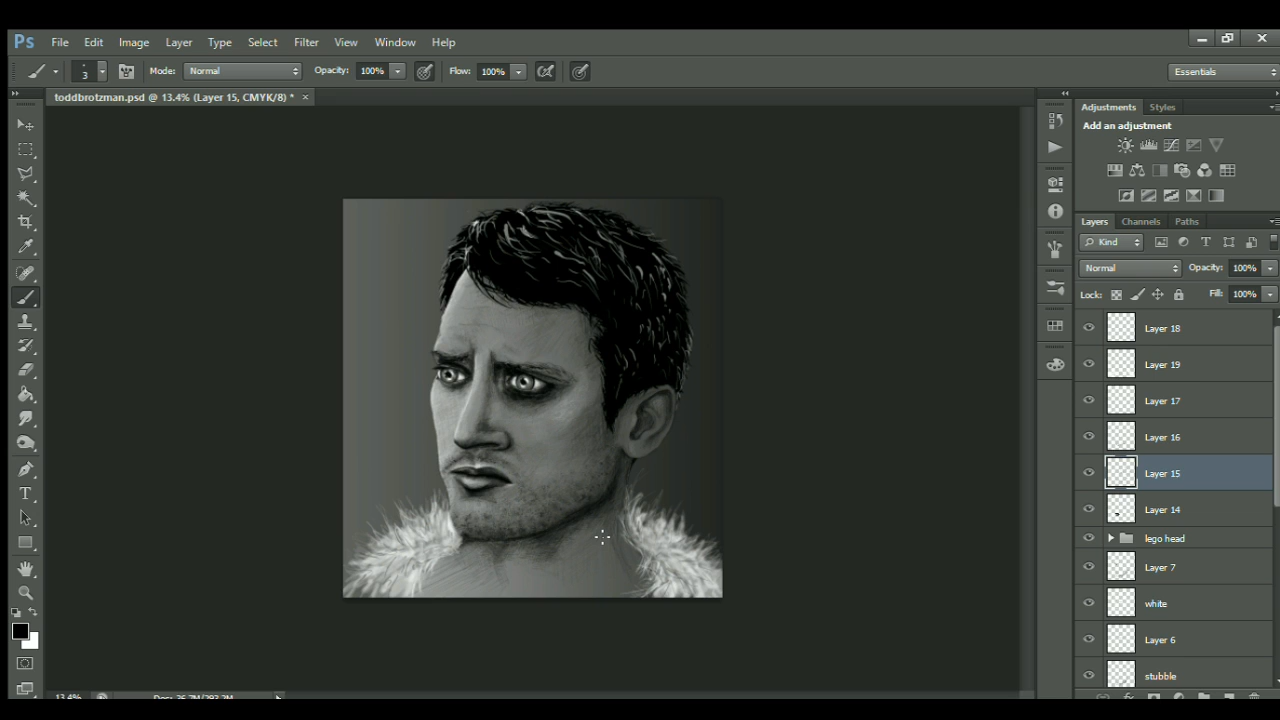 Ps File Edit Image Layer Type Select Filter View Window Help
3 Mode: Normal Opacity: 100% Flow: 100% Essentials
toddbrotzman.psd @ 13.4% (Layer 15, CMYK/8) * ×
Adjustments Styles
Add an adjustment
Layers Channels Paths
Kind
Normal Opacity: 100%
Lock: Fill: 100%
Layer 18
Layer 19
Layer 17
Layer 16
Layer 15
Layer 14
lego head
Layer 7
white
Layer 6
stubble
13.4%